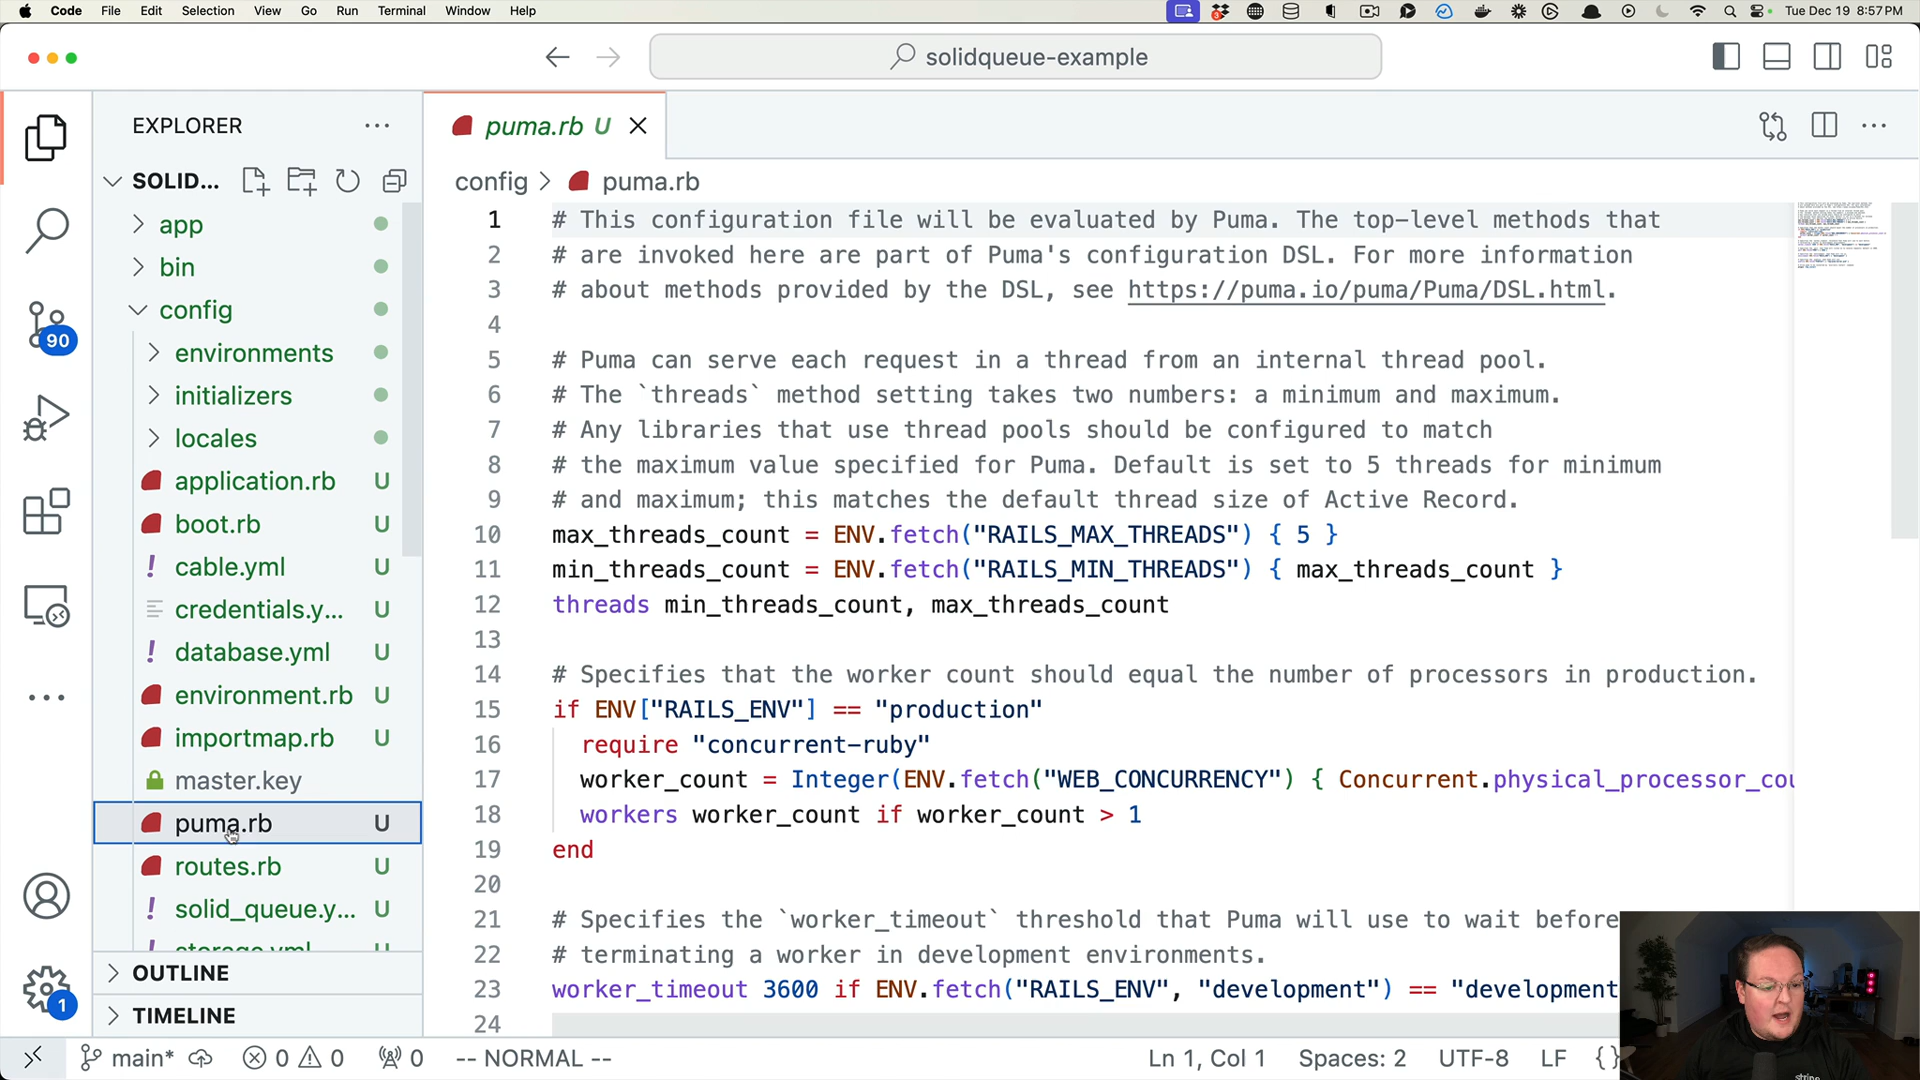 Code File Edit Selection View Go Run Terminal Window Help
3
Tue Dec 19 8:57 PM
solidqueue-example
EXPLORER
puma.rb U
SOLID...
config > puma.rb
app
bin
config
environments
initializers
locales
application.rb U
boot.rb U
cable.yml U
credentials.y... U
database.yml U
environment.rb U
importmap.rb U
master.key
puma.rb U
routes.rb U
solid_queue.y... U
storage.yml U
OUTLINE
TIMELINE
90
1
1 # This configuration file will be evaluated by Puma. The top-level methods that
2 # are invoked here are part of Puma's configuration DSL. For more information
3 # about methods provided by the DSL, see https://puma.io/puma/Puma/DSL.html.
4
5 # Puma can serve each request in a thread from an internal thread pool.
6 # The `threads` method setting takes two numbers: a minimum and maximum.
7 # Any libraries that use thread pools should be configured to match
8 # the maximum value specified for Puma. Default is set to 5 threads for minimum
9 # and maximum; this matches the default thread size of Active Record.
10 max_threads_count = ENV.fetch("RAILS_MAX_THREADS") { 5 }
11 min_threads_count = ENV.fetch("RAILS_MIN_THREADS") { max_threads_count }
12 threads min_threads_count, max_threads_count
13
14 # Specifies that the worker count should equal the number of processors in production.
15 if ENV["RAILS_ENV"] == "production"
16 require "concurrent-ruby"
17 worker_count = Integer(ENV.fetch("WEB_CONCURRENCY") { Concurrent.physical_processor_cou
18 workers worker_count if worker_count > 1
19 end
20
21 # Specifies the `worker_timeout` threshold that Puma will use to wait before
22 # terminating a worker in development environments.
23 worker_timeout 3600 if ENV.fetch("RAILS_ENV", "development") == "development
24
main* 0 0 0 -- NORMAL -- Ln 1, Col 1 Spaces: 2 UTF-8 LF {}